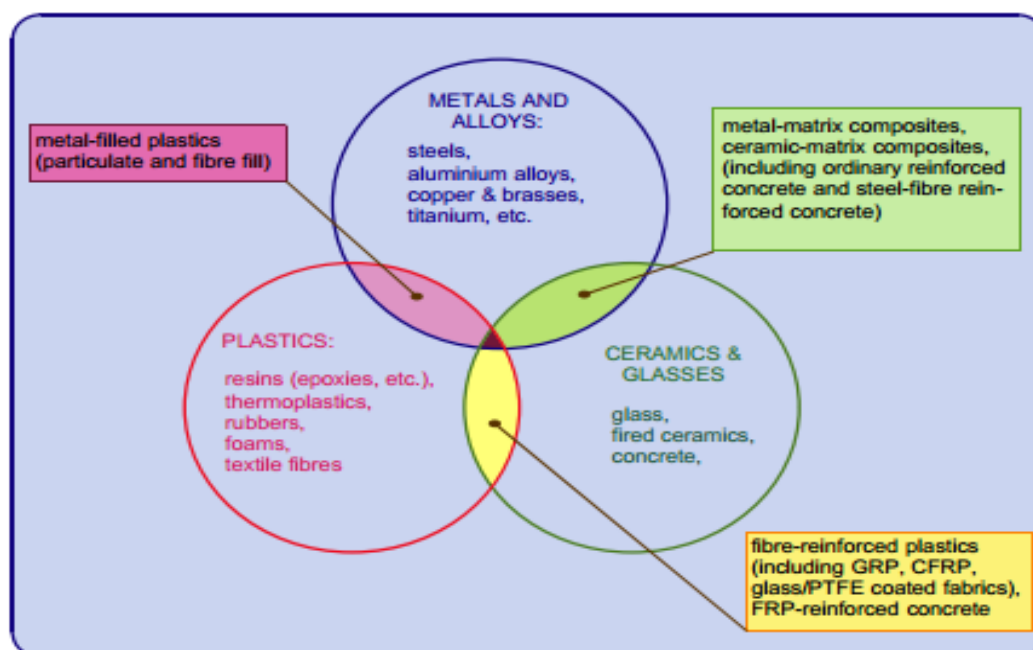 METALS AND
ALLOYS:
steels,
aluminium alloys,
copper & brasses,
titanium, etc.
metal-filled plastics
(particulate and fibre fill)
metal-matrix composites,
ceramic-matrix composites,
(including ordinary reinforced
concrete and steel-fibre rein-
forced concrete)
PLASTICS:
resins (epoxies, etc.),
thermoplastics,
rubbers,
foams,
textile fibres
CERAMICS &
GLASSES
glass,
fired ceramics,
concrete,
fibre-reinforced plastics
(including GRP, CFRP,
glass/PTFE coated fabrics),
FRP-reinforced concrete